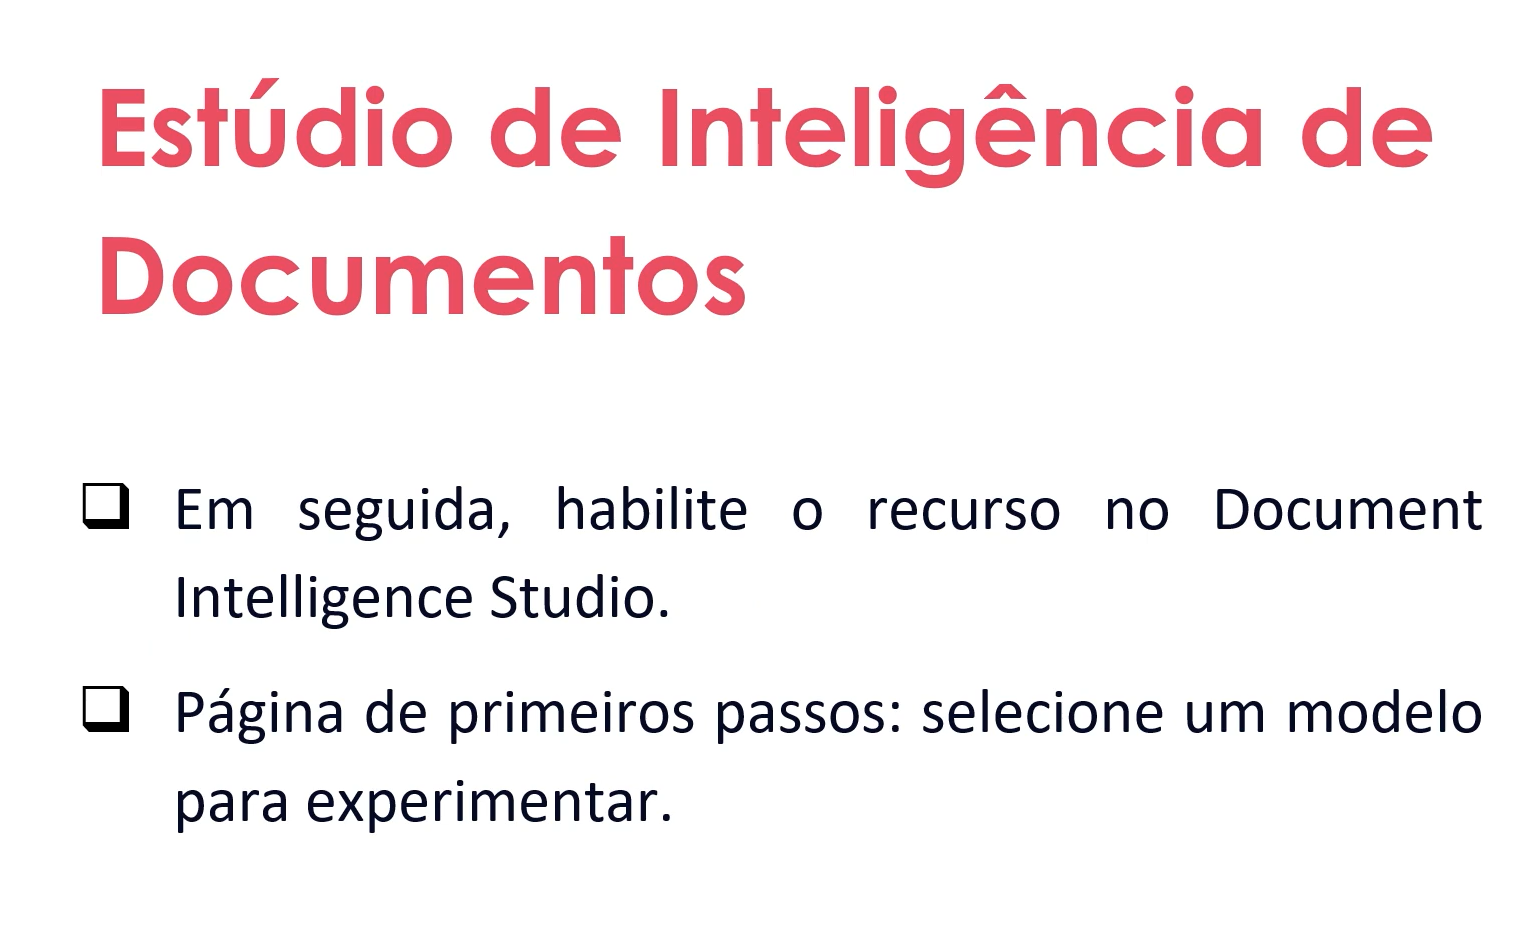 Estúdio de Inteligência de
Documentos
❑ Em seguida, habilite o recurso no Document
Intelligence Studio.
❑ Página de primeiros passos: selecione um modelo
para experimentar.